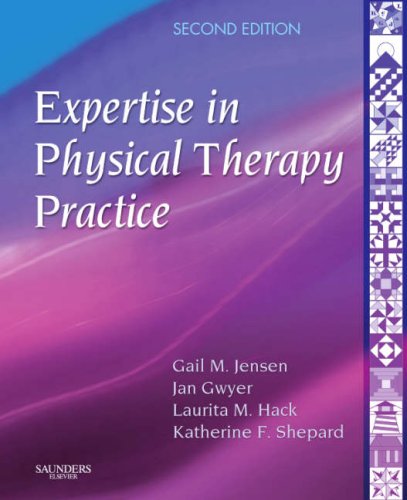 SECOND EDITION
Expertise in
Physical Therapy
Practice
Gail M. Jensen
Jan Gwyer
Laurita M. Hack
Katherine F. Shepard
SAUNDERS
ELSEVIER